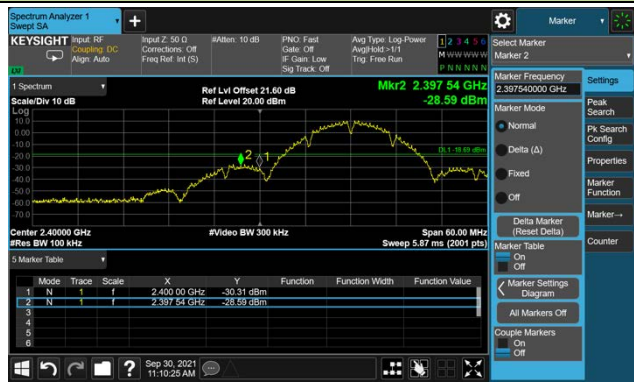 Spectrum Analyzer 1
Swept SA
Marker
KEYSIGHT
Input: RF
Coupling: DC
Align: Auto
Input Z: 50 Ω
Corrections: Off
Freq Ref: Int (S)
#Atten: 10 dB
PNO: Fast
Gate: Off
IF Gain: Low
Sig Track: Off
Avg Type: Log-Power
Avg|Hold:>1/1
Trig: Free Run
1 2 3 4 5 6
M W W W W W
P N N N N N
LV
Select Marker
Marker 2
1 Spectrum
Scale/Div 10 dB
Ref Lvl Offset 21.60 dB
Ref Level 20.00 dBm
Mkr2 2.397 54 GHz
-28.59 dBm
Marker Frequency
2.397540000 GHz
Settings
Log
10.0
0.00
-10.0
-20.0
-30.0
-40.0
-50.0
-60.0
-70.0
2
1
DL1 -18.69 dBm
Marker Mode
Normal
Delta (Δ)
Fixed
Off
Peak Search
Pk Search Config
Properties
Marker Function
Marker→
Counter
Center 2.40000 GHz
#Res BW 100 kHz
#Video BW 300 kHz
Span 60.00 MHz
Sweep 5.87 ms (2001 pts)
Delta Marker
(Reset Delta)
Marker Table
On
Off
5 Marker Table
Mode Trace Scale X Y Function Function Width Function Value
1 N 1 f 2.400 00 GHz -30.31 dBm
2 N 1 f 2.397 54 GHz -28.59 dBm
3
4
5
6
Marker Settings
Diagram
All Markers Off
Couple Markers
On
Off
?
Sep 30, 2021
11:10:25 AM